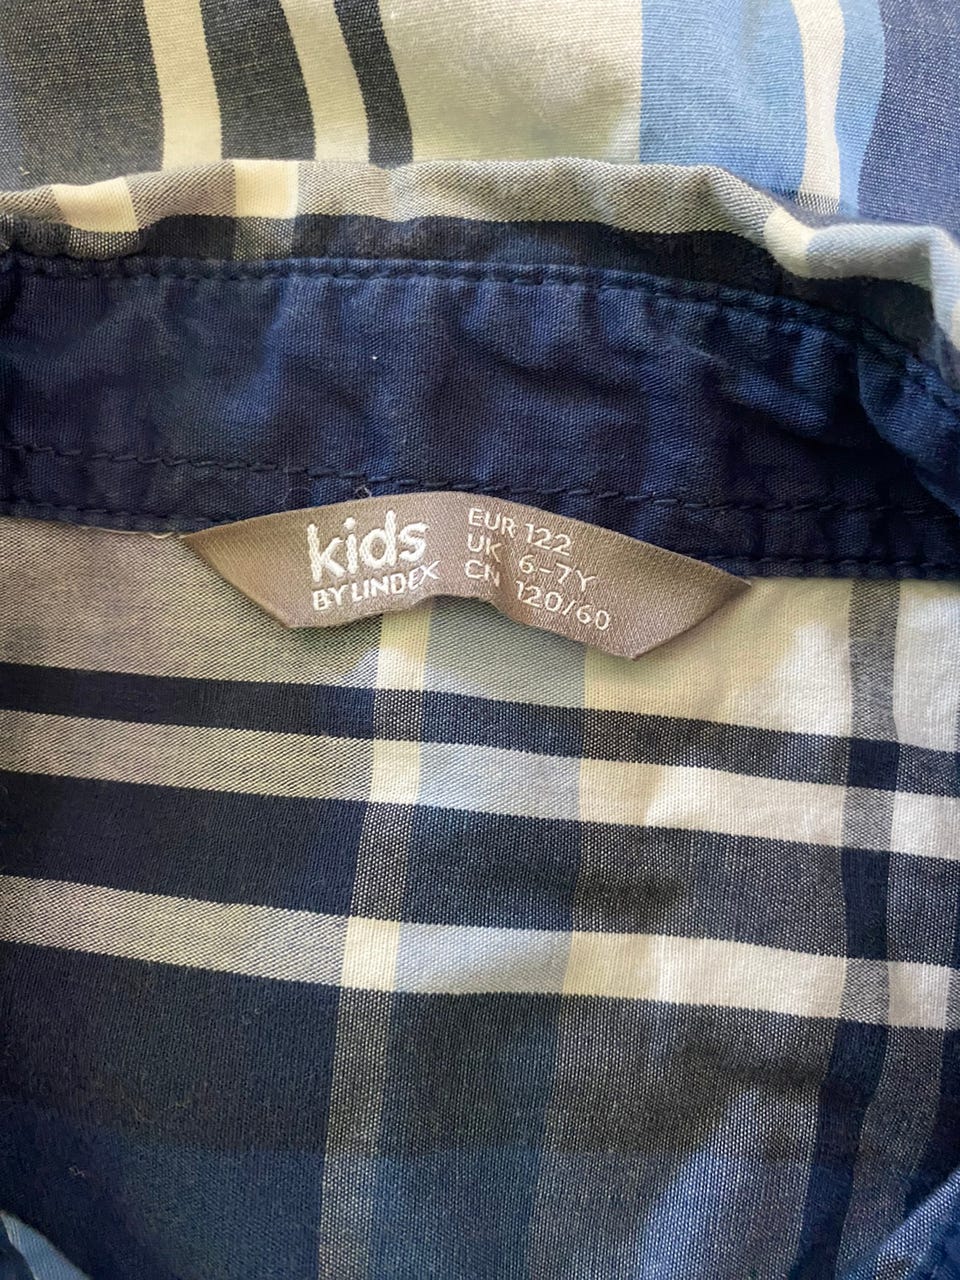 kids
BY LINDEX
EUR 122
UK 6-7Y
CN 120/60